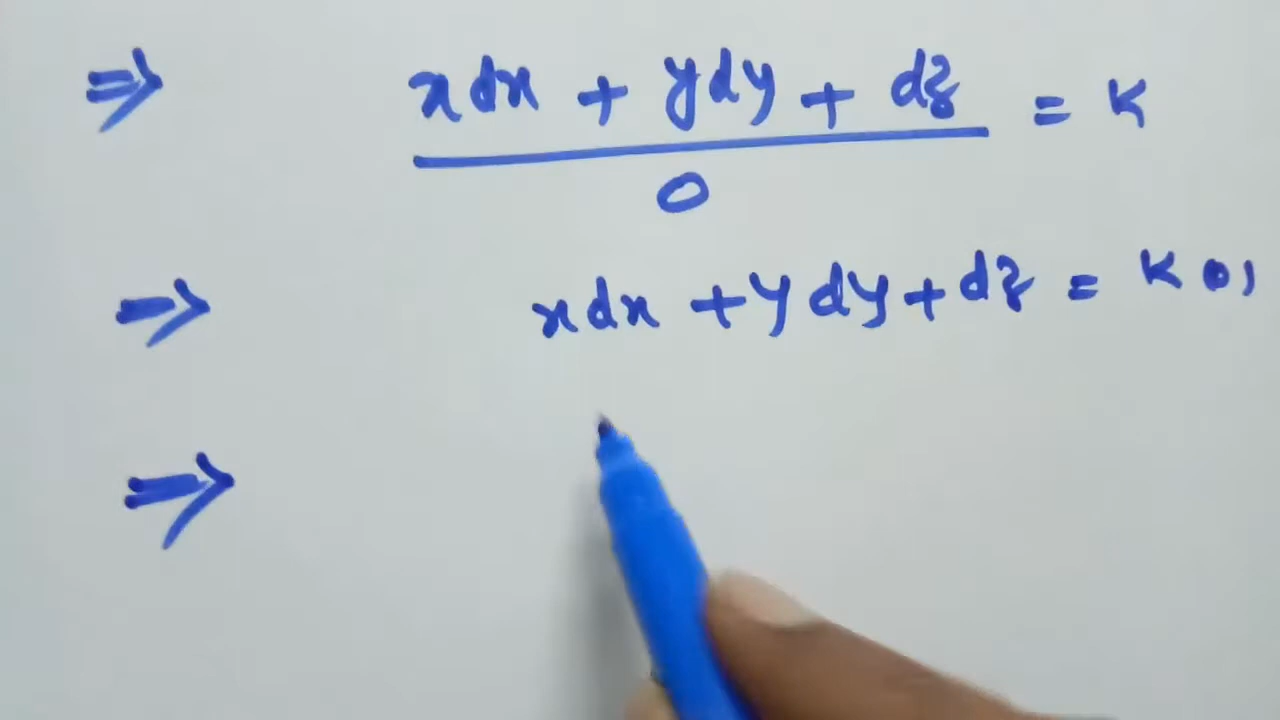 ⇒ xdx + ydy + dz = K
0
⇒ xdx + ydy + dz = K 0,
⇒